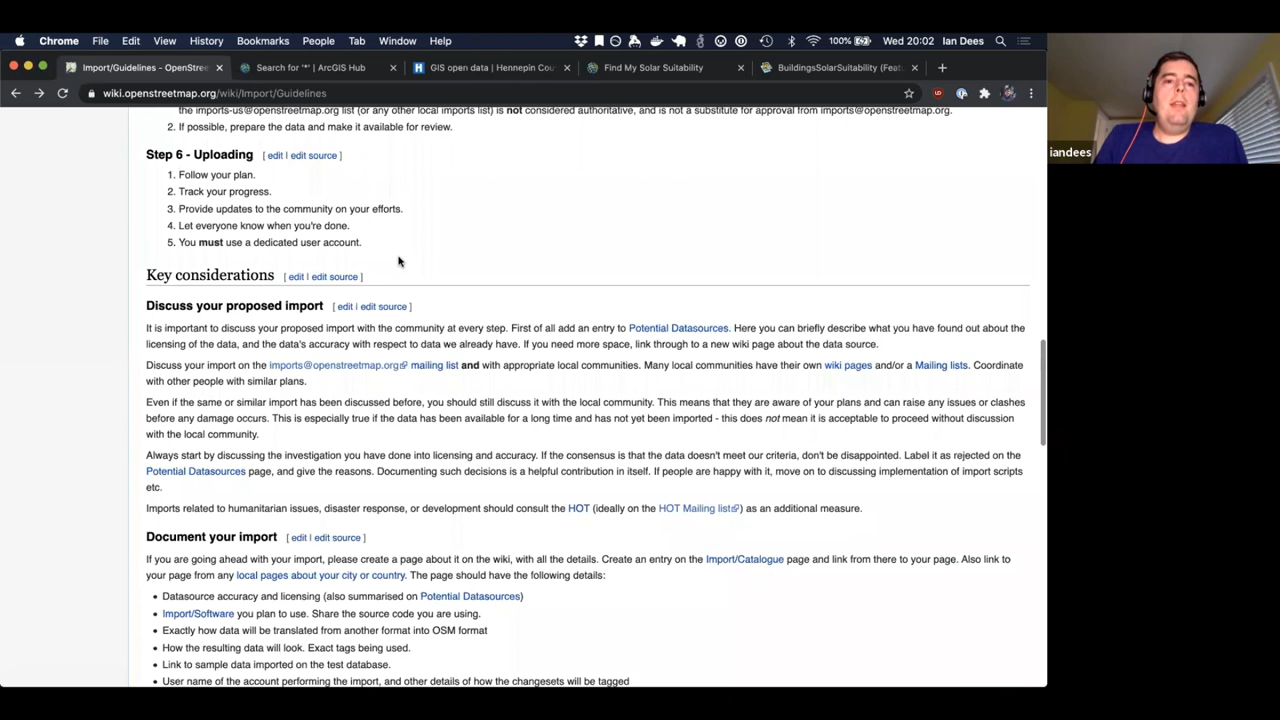 Chrome File Edit View History Bookmarks People Tab Window Help 100% Wed 20:02 Ian Dees
Import/Guidelines - OpenStree × Search for '*' | ArcGIS Hub × GIS open data | Hennepin Cou × Find My Solar Suitability × BuildingsSolarSuitability (Featu ×
wiki.openstreetmap.org/wiki/Import/Guidelines
the imports-us@openstreetmap.org list (or any other local imports list) is not considered authoritative, and is not a substitute for approval from imports@openstreetmap.org.
2. If possible, prepare the data and make it available for review.
Step 6 - Uploading [ edit | edit source ]
1. Follow your plan.
2. Track your progress.
3. Provide updates to the community on your efforts.
4. Let everyone know when you're done.
5. You must use a dedicated user account.
Key considerations [ edit | edit source ]
Discuss your proposed import [ edit | edit source ]
It is important to discuss your proposed import with the community at every step. First of all add an entry to Potential Datasources. Here you can briefly describe what you have found out about the
licensing of the data, and the data's accuracy with respect to data we already have. If you need more space, link through to a new wiki page about the data source.
Discuss your import on the imports@openstreetmap.org mailing list and with appropriate local communities. Many local communities have their own wiki pages and/or a Mailing lists. Coordinate
with other people with similar plans.
Even if the same or similar import has been discussed before, you should still discuss it with the local community. This means that they are aware of your plans and can raise any issues or clashes
before any damage occurs. This is especially true if the data has been available for a long time and has not yet been imported - this does not mean it is acceptable to proceed without discussion
with the local community.
Always start by discussing the investigation you have done into licensing and accuracy. If the consensus is that the data doesn't meet our criteria, don't be disappointed. Label it as rejected on the
Potential Datasources page, and give the reasons. Documenting such decisions is a helpful contribution in itself. If people are happy with it, move on to discussing implementation of import scripts
etc.
Imports related to humanitarian issues, disaster response, or development should consult the HOT (ideally on the HOT Mailing list) as an additional measure.
Document your import [ edit | edit source ]
If you are going ahead with your import, please create a page about it on the wiki, with all the details. Create an entry on the Import/Catalogue page and link from there to your page. Also link to
your page from any local pages about your city or country. The page should have the following details:
• Datasource accuracy and licensing (also summarised on Potential Datasources)
• Import/Software you plan to use. Share the source code you are using.
• Exactly how data will be translated from another format into OSM format
• How the resulting data will look. Exact tags being used.
• Link to sample data imported on the test database.
• User name of the account performing the import, and other details of how the changesets will be tagged
iandees